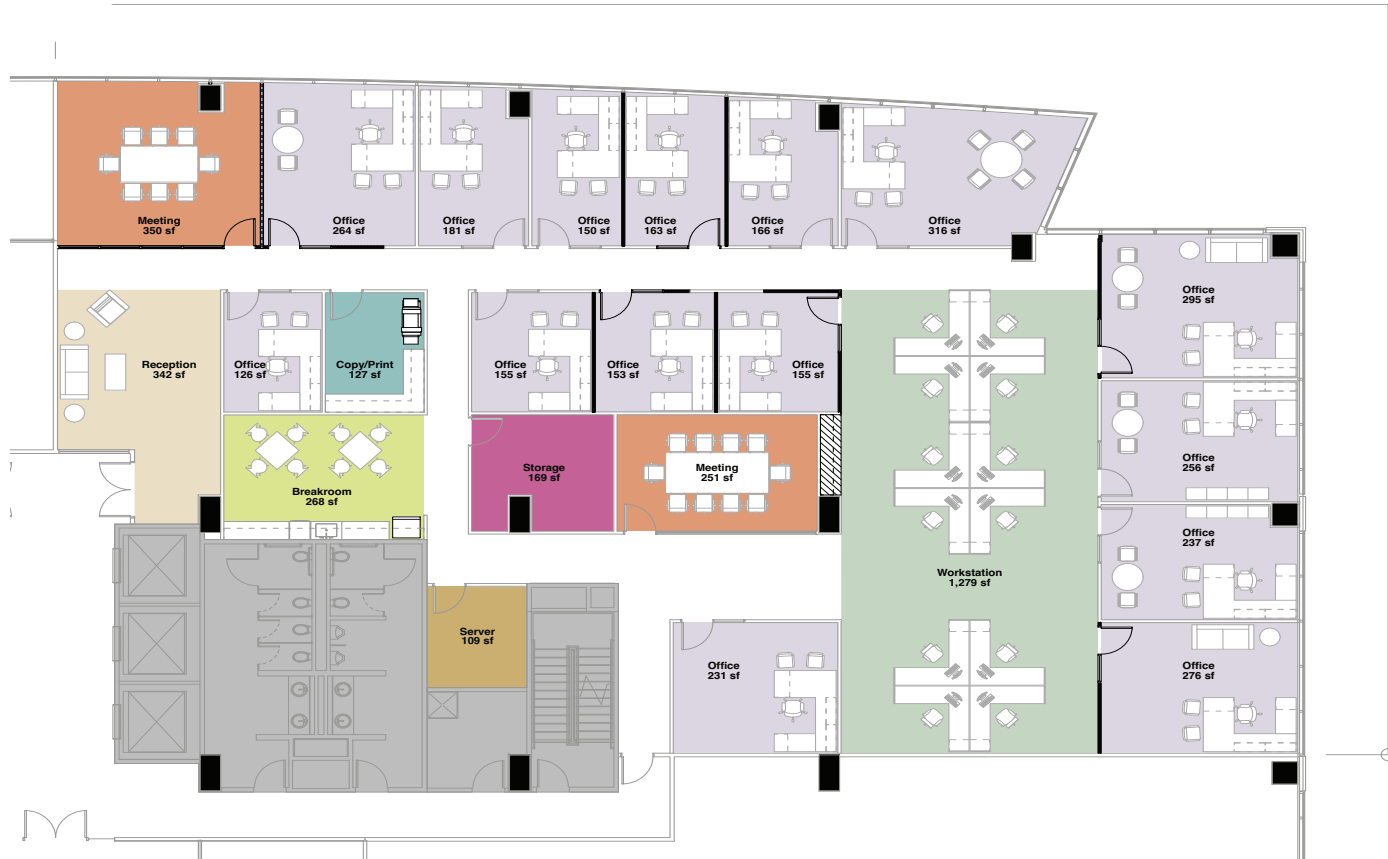 Meeting
350 sf
Office
264 sf
Office
181 sf
Office
150 sf
Office
163 sf
Office
166 sf
Office
316 sf
Office
295 sf
Reception
342 sf
Office
126 sf
Copy/Print
127 sf
Office
155 sf
Office
153 sf
Office
155 sf
Breakroom
268 sf
Storage
169 sf
Meeting
251 sf
Office
256 sf
Office
237 sf
Workstation
1,279 sf
Server
109 sf
Office
231 sf
Office
276 sf